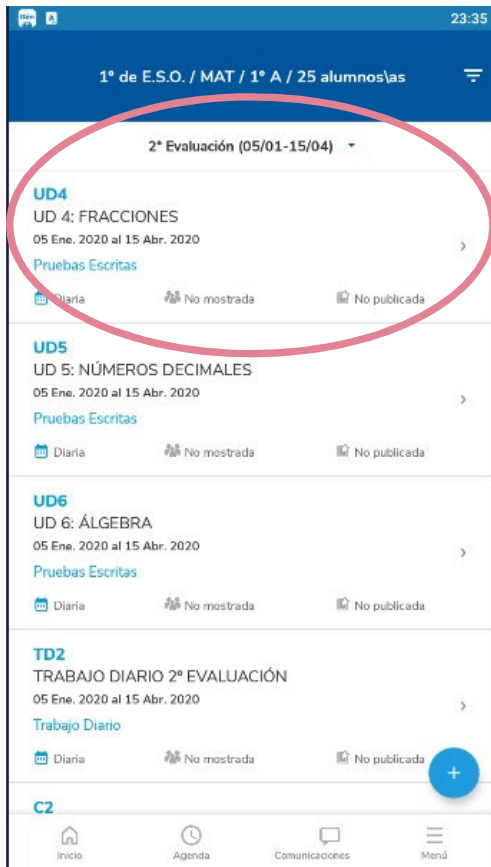 23:35
1º de E.S.O. / MAT / 1º A / 25 alumnos\as
2ª Evaluación (05/01-15/04)
UD4
UD 4: FRACCIONES
05 Ene. 2020 al 15 Abr. 2020
Pruebas Escritas
Diaria No mostrada No publicada
UD5
UD 5: NÚMEROS DECIMALES
05 Ene. 2020 al 15 Abr. 2020
Pruebas Escritas
Diaria No mostrada No publicada
UD6
UD 6: ÁLGEBRA
05 Ene. 2020 al 15 Abr. 2020
Pruebas Escritas
Diaria No mostrada No publicada
TD2
TRABAJO DIARIO 2º EVALUACIÓN
05 Ene. 2020 al 15 Abr. 2020
Trabajo Diario
Diaria No mostrada No publicada
C2
Inicio Agenda Comunicaciones Menú